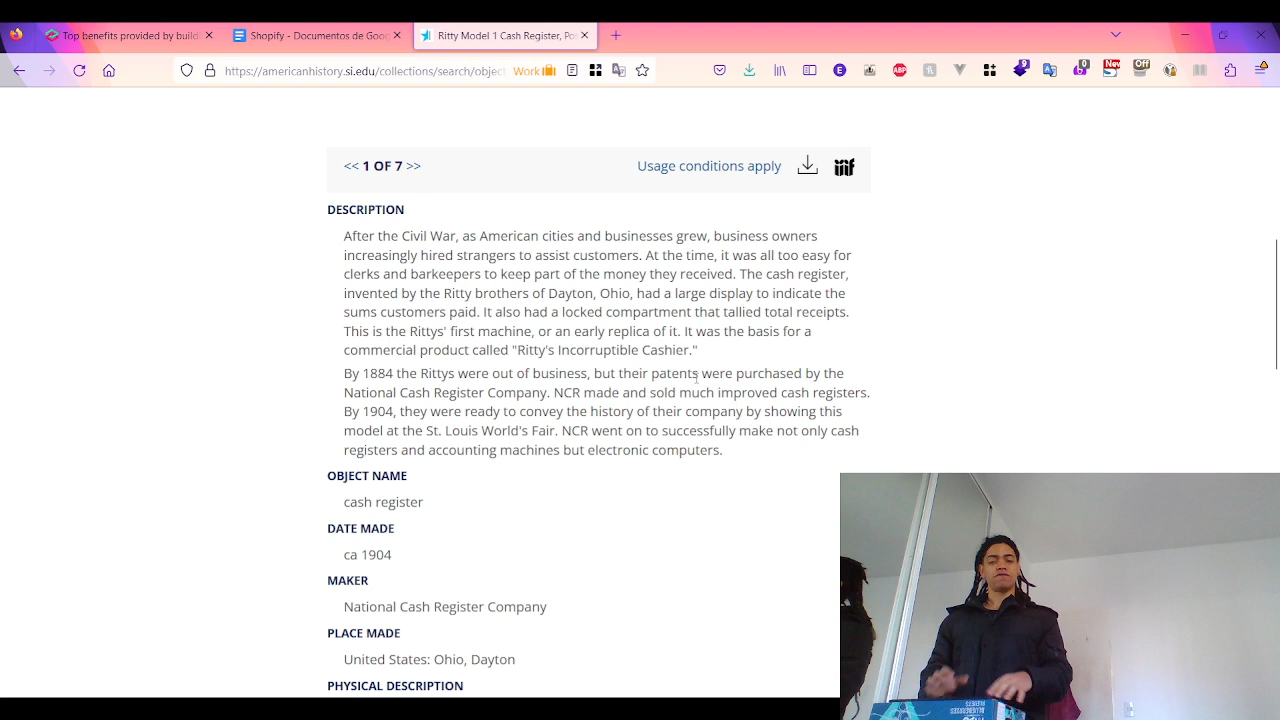 Top benefits provided by build
Shopify - Documentos de Goo
Ritty Model 1 Cash Register, Po
https://americanhistory.si.edu/collections/search/object
Work
ABP
9
0
New
Off
<< 1 OF 7 >>
Usage conditions apply
iiif
DESCRIPTION
After the Civil War, as American cities and businesses grew, business owners
increasingly hired strangers to assist customers. At the time, it was all too easy for
clerks and barkeepers to keep part of the money they received. The cash register,
invented by the Ritty brothers of Dayton, Ohio, had a large display to indicate the
sums customers paid. It also had a locked compartment that tallied total receipts.
This is the Rittys' first machine, or an early replica of it. It was the basis for a
commercial product called "Ritty's Incorruptible Cashier."
By 1884 the Rittys were out of business, but their patents were purchased by the
National Cash Register Company. NCR made and sold much improved cash registers.
By 1904, they were ready to convey the history of their company by showing this
model at the St. Louis World's Fair. NCR went on to successfully make not only cash
registers and accounting machines but electronic computers.
OBJECT NAME
cash register
DATE MADE
ca 1904
MAKER
National Cash Register Company
PLACE MADE
United States: Ohio, Dayton
PHYSICAL DESCRIPTION